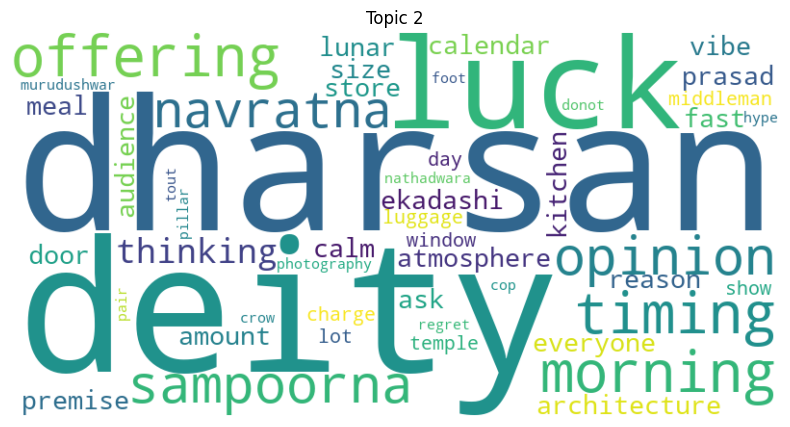 Topic 2
offering
lunar
calendar
luck
vibe
size
store
foot
prasad
murudushwar
meal
navratna
donot
middleman
fast
hype
audience
dharsan
day
kitchen
tout
nathadwara
pillar
ekadashi
luggage
door
thinking
calm
window
atmosphere
opinion
photography
reason
deity
cop
show
pair
charge
ask
timing
crow
amount
lot
regret
temple
everyone
sampoorna
morning
premise
architecture